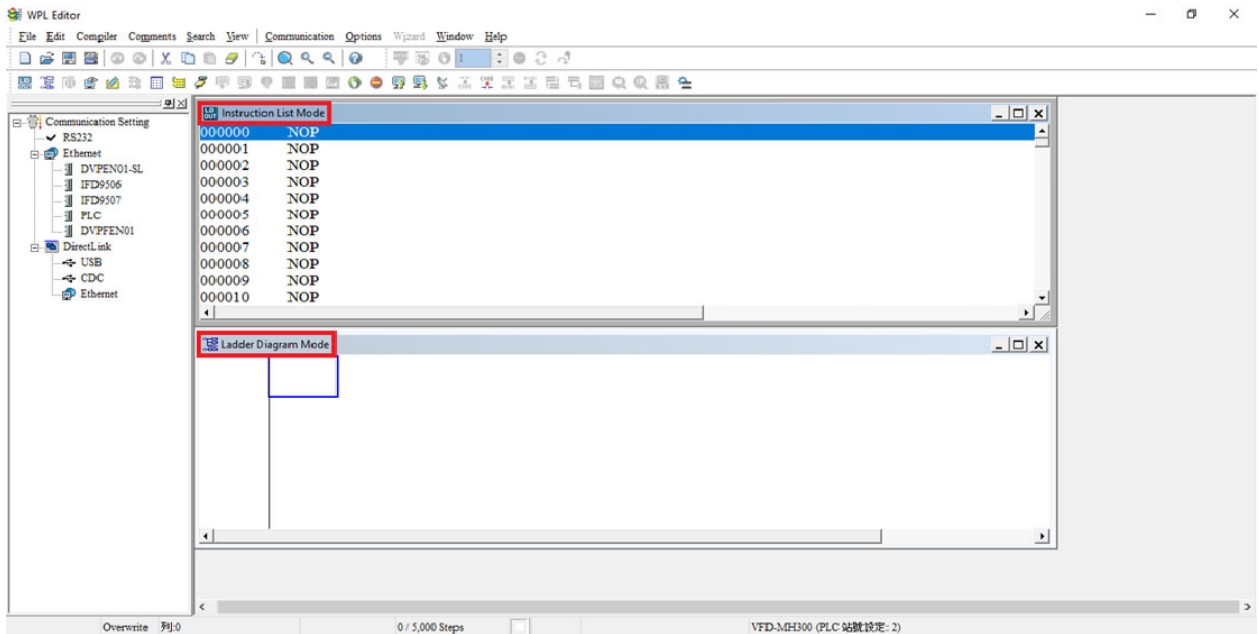 WPL Editor
File Edit Compiler Comments Search View Communication Options Wizard Window Help
1
Communication Setting
RS232
Ethernet
DVPEN01-SL
IFD9506
IFD9507
PLC
DVPFEN01
DirectLink
USB
CDC
Ethernet
Instruction List Mode
000000 NOP
000001 NOP
000002 NOP
000003 NOP
000004 NOP
000005 NOP
000006 NOP
000007 NOP
000008 NOP
000009 NOP
000010 NOP
Ladder Diagram Mode
Overwrite 列:0 0 / 5,000 Steps VFD-MH300 (PLC 站號設定: 2)